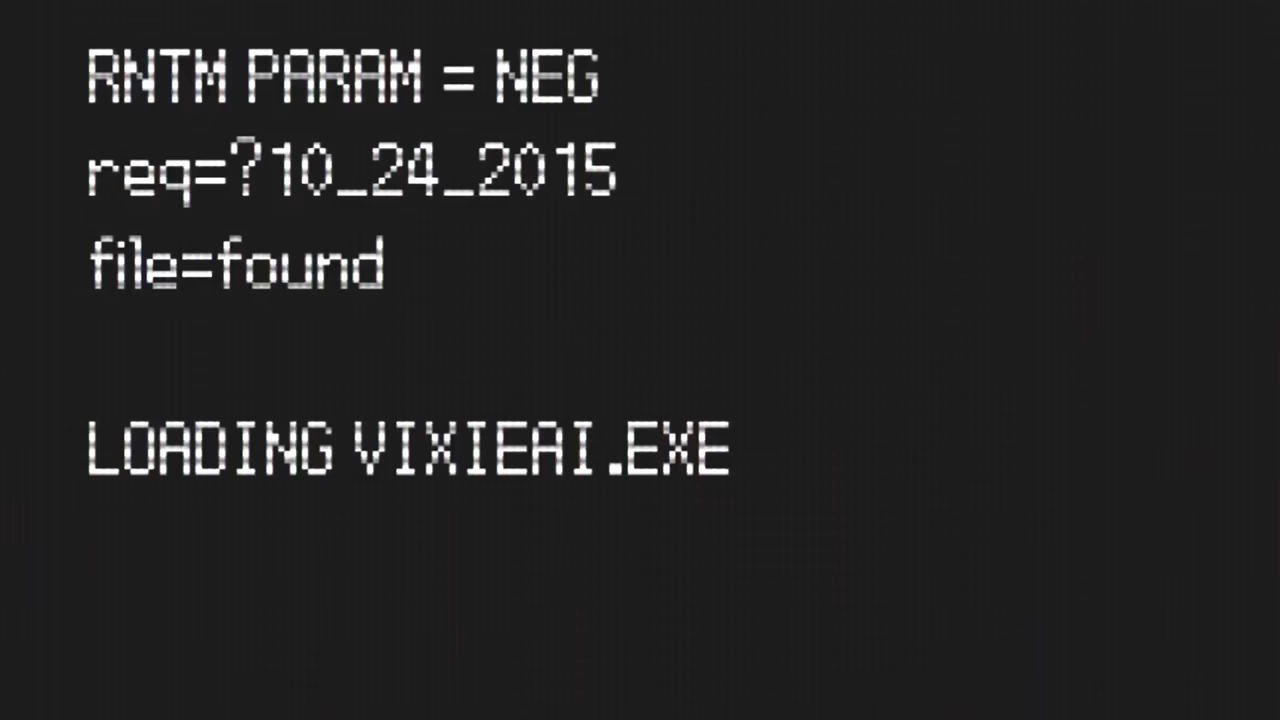 RNTM PARAM = NEG
req=?10_24_2015
file=found
LOADING VIXIEAI.EXE